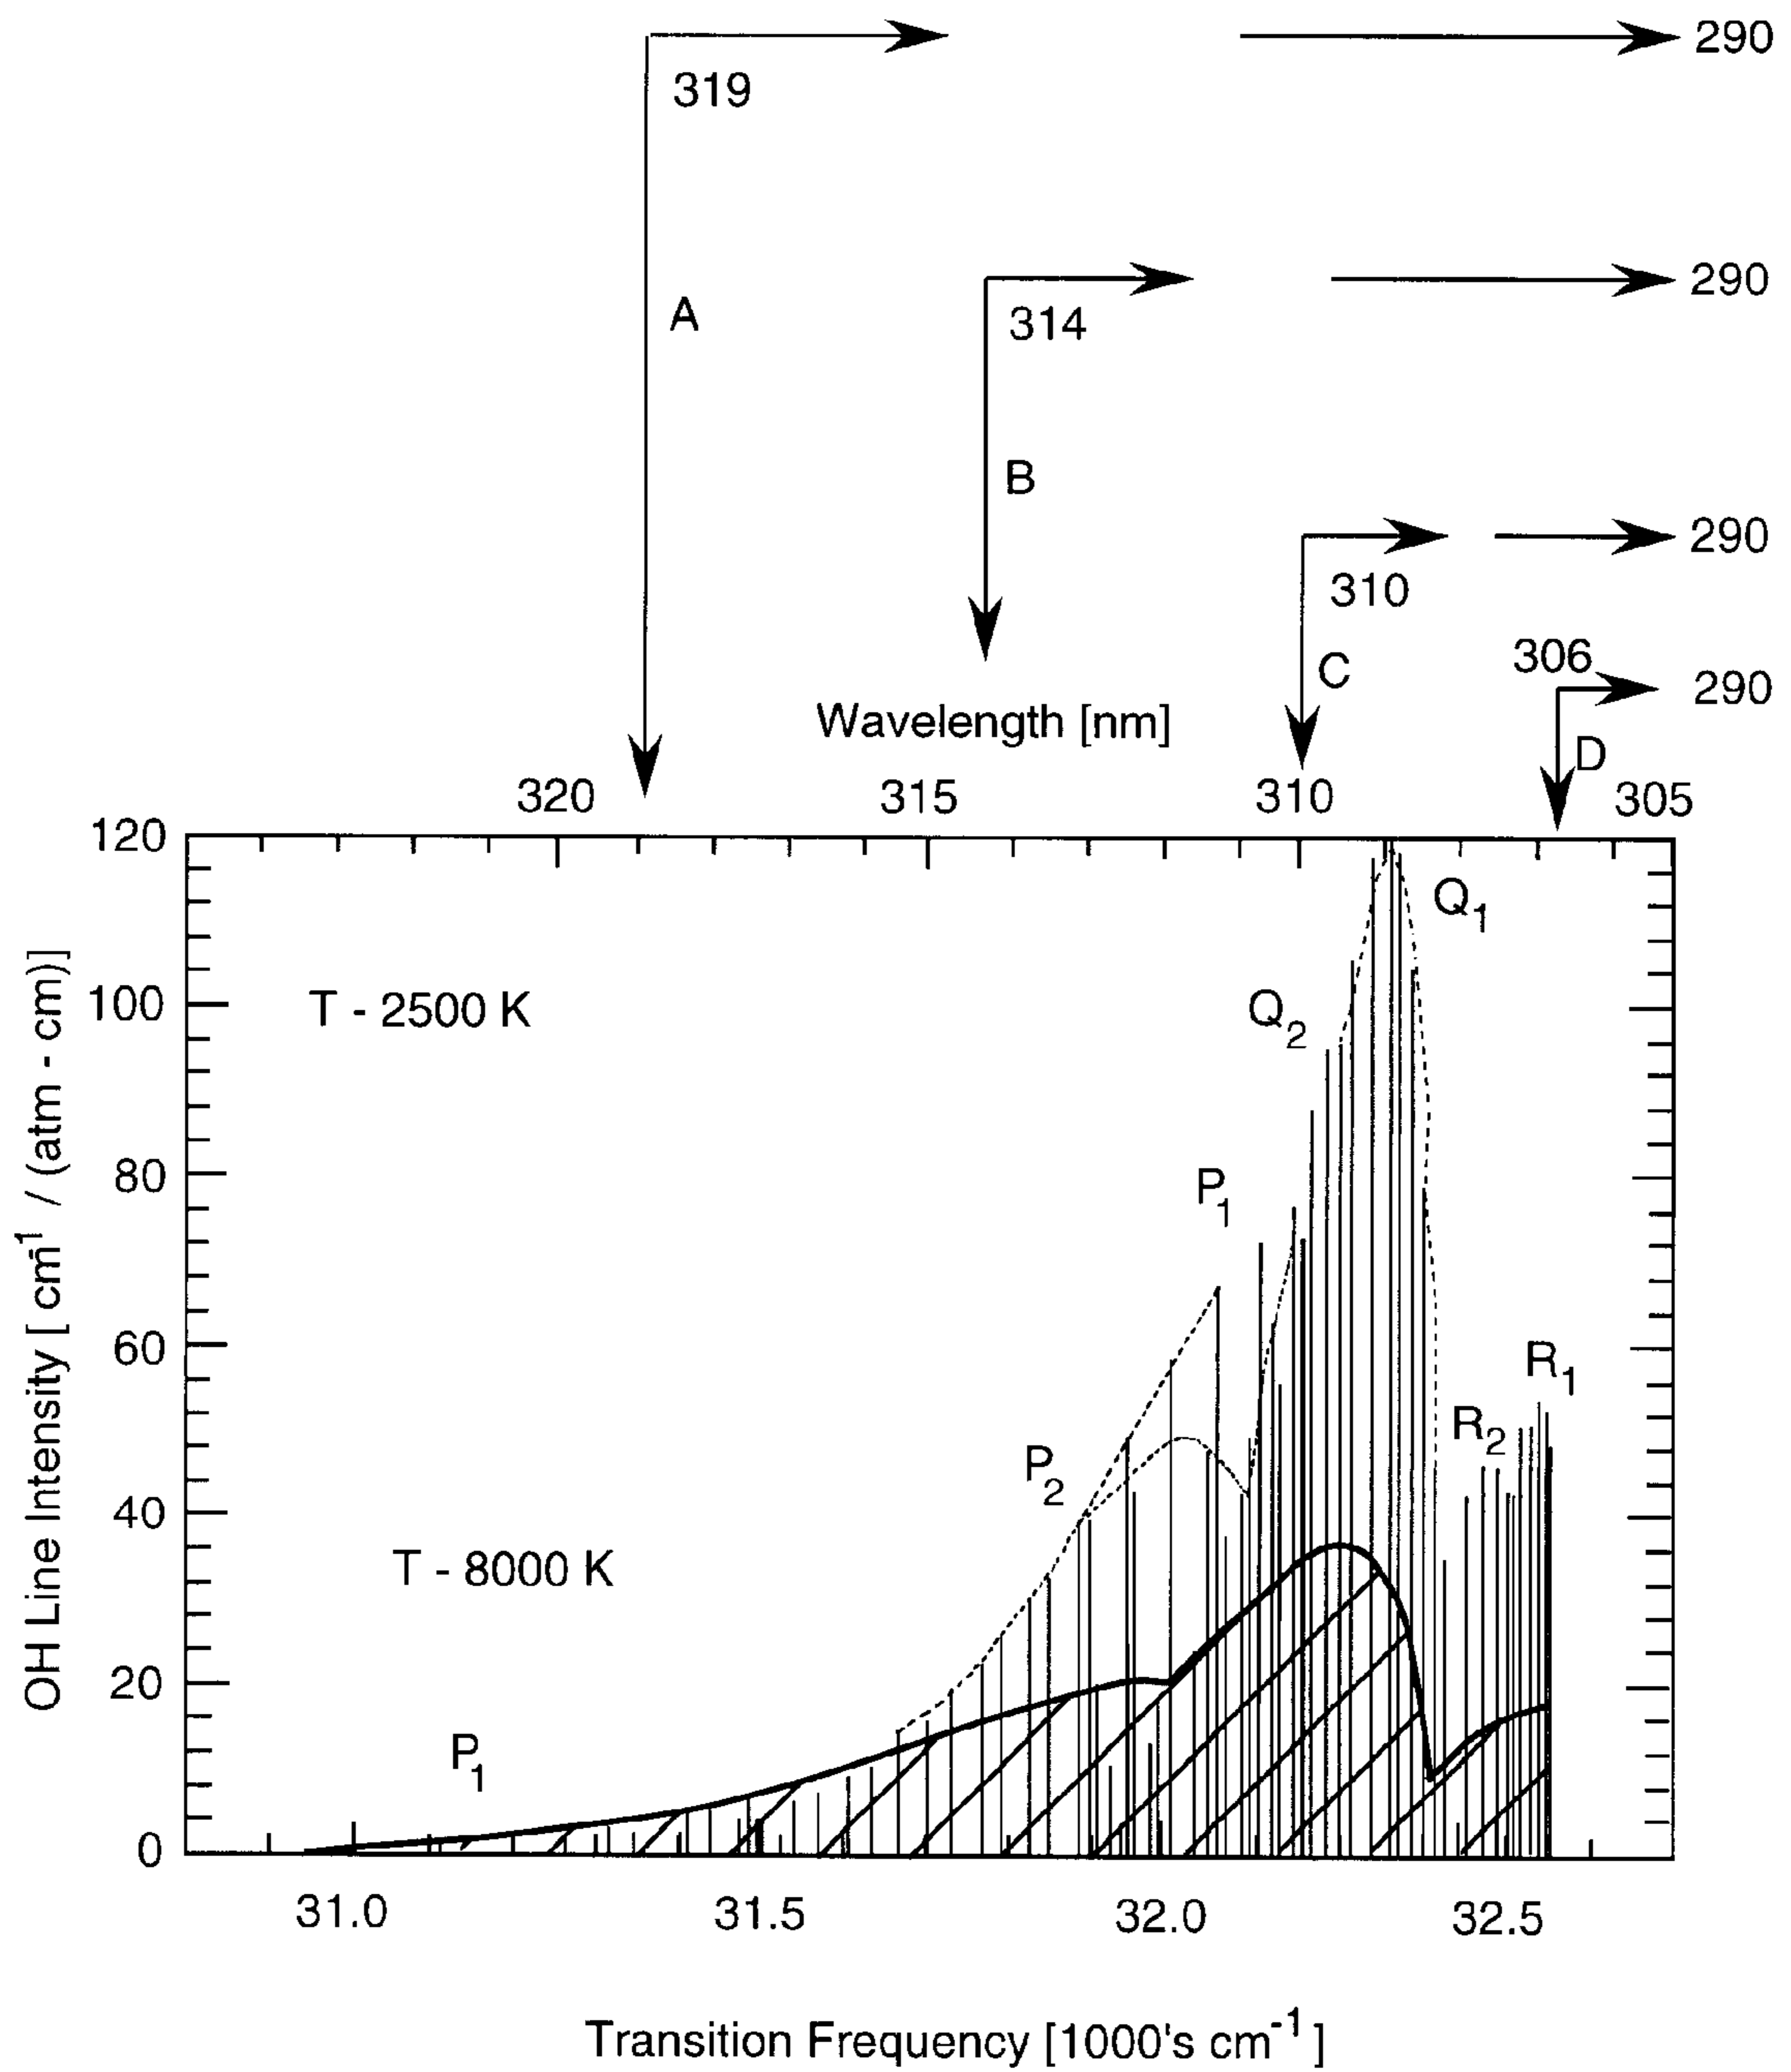 290
319
290
A
314
B
290
310
306
C
290
Wavelength [nm]
D
320 315 310 305
120
Q1
T - 2500 K
100
Q2
80
P1
60
R1
R2
P2
40
T - 8000 K
20
P1
0
31.0 31.5 32.0 32.5
OH Line Intensity [ cm1 / (atm - cm)]
Transition Frequency [1000's cm-1 ]